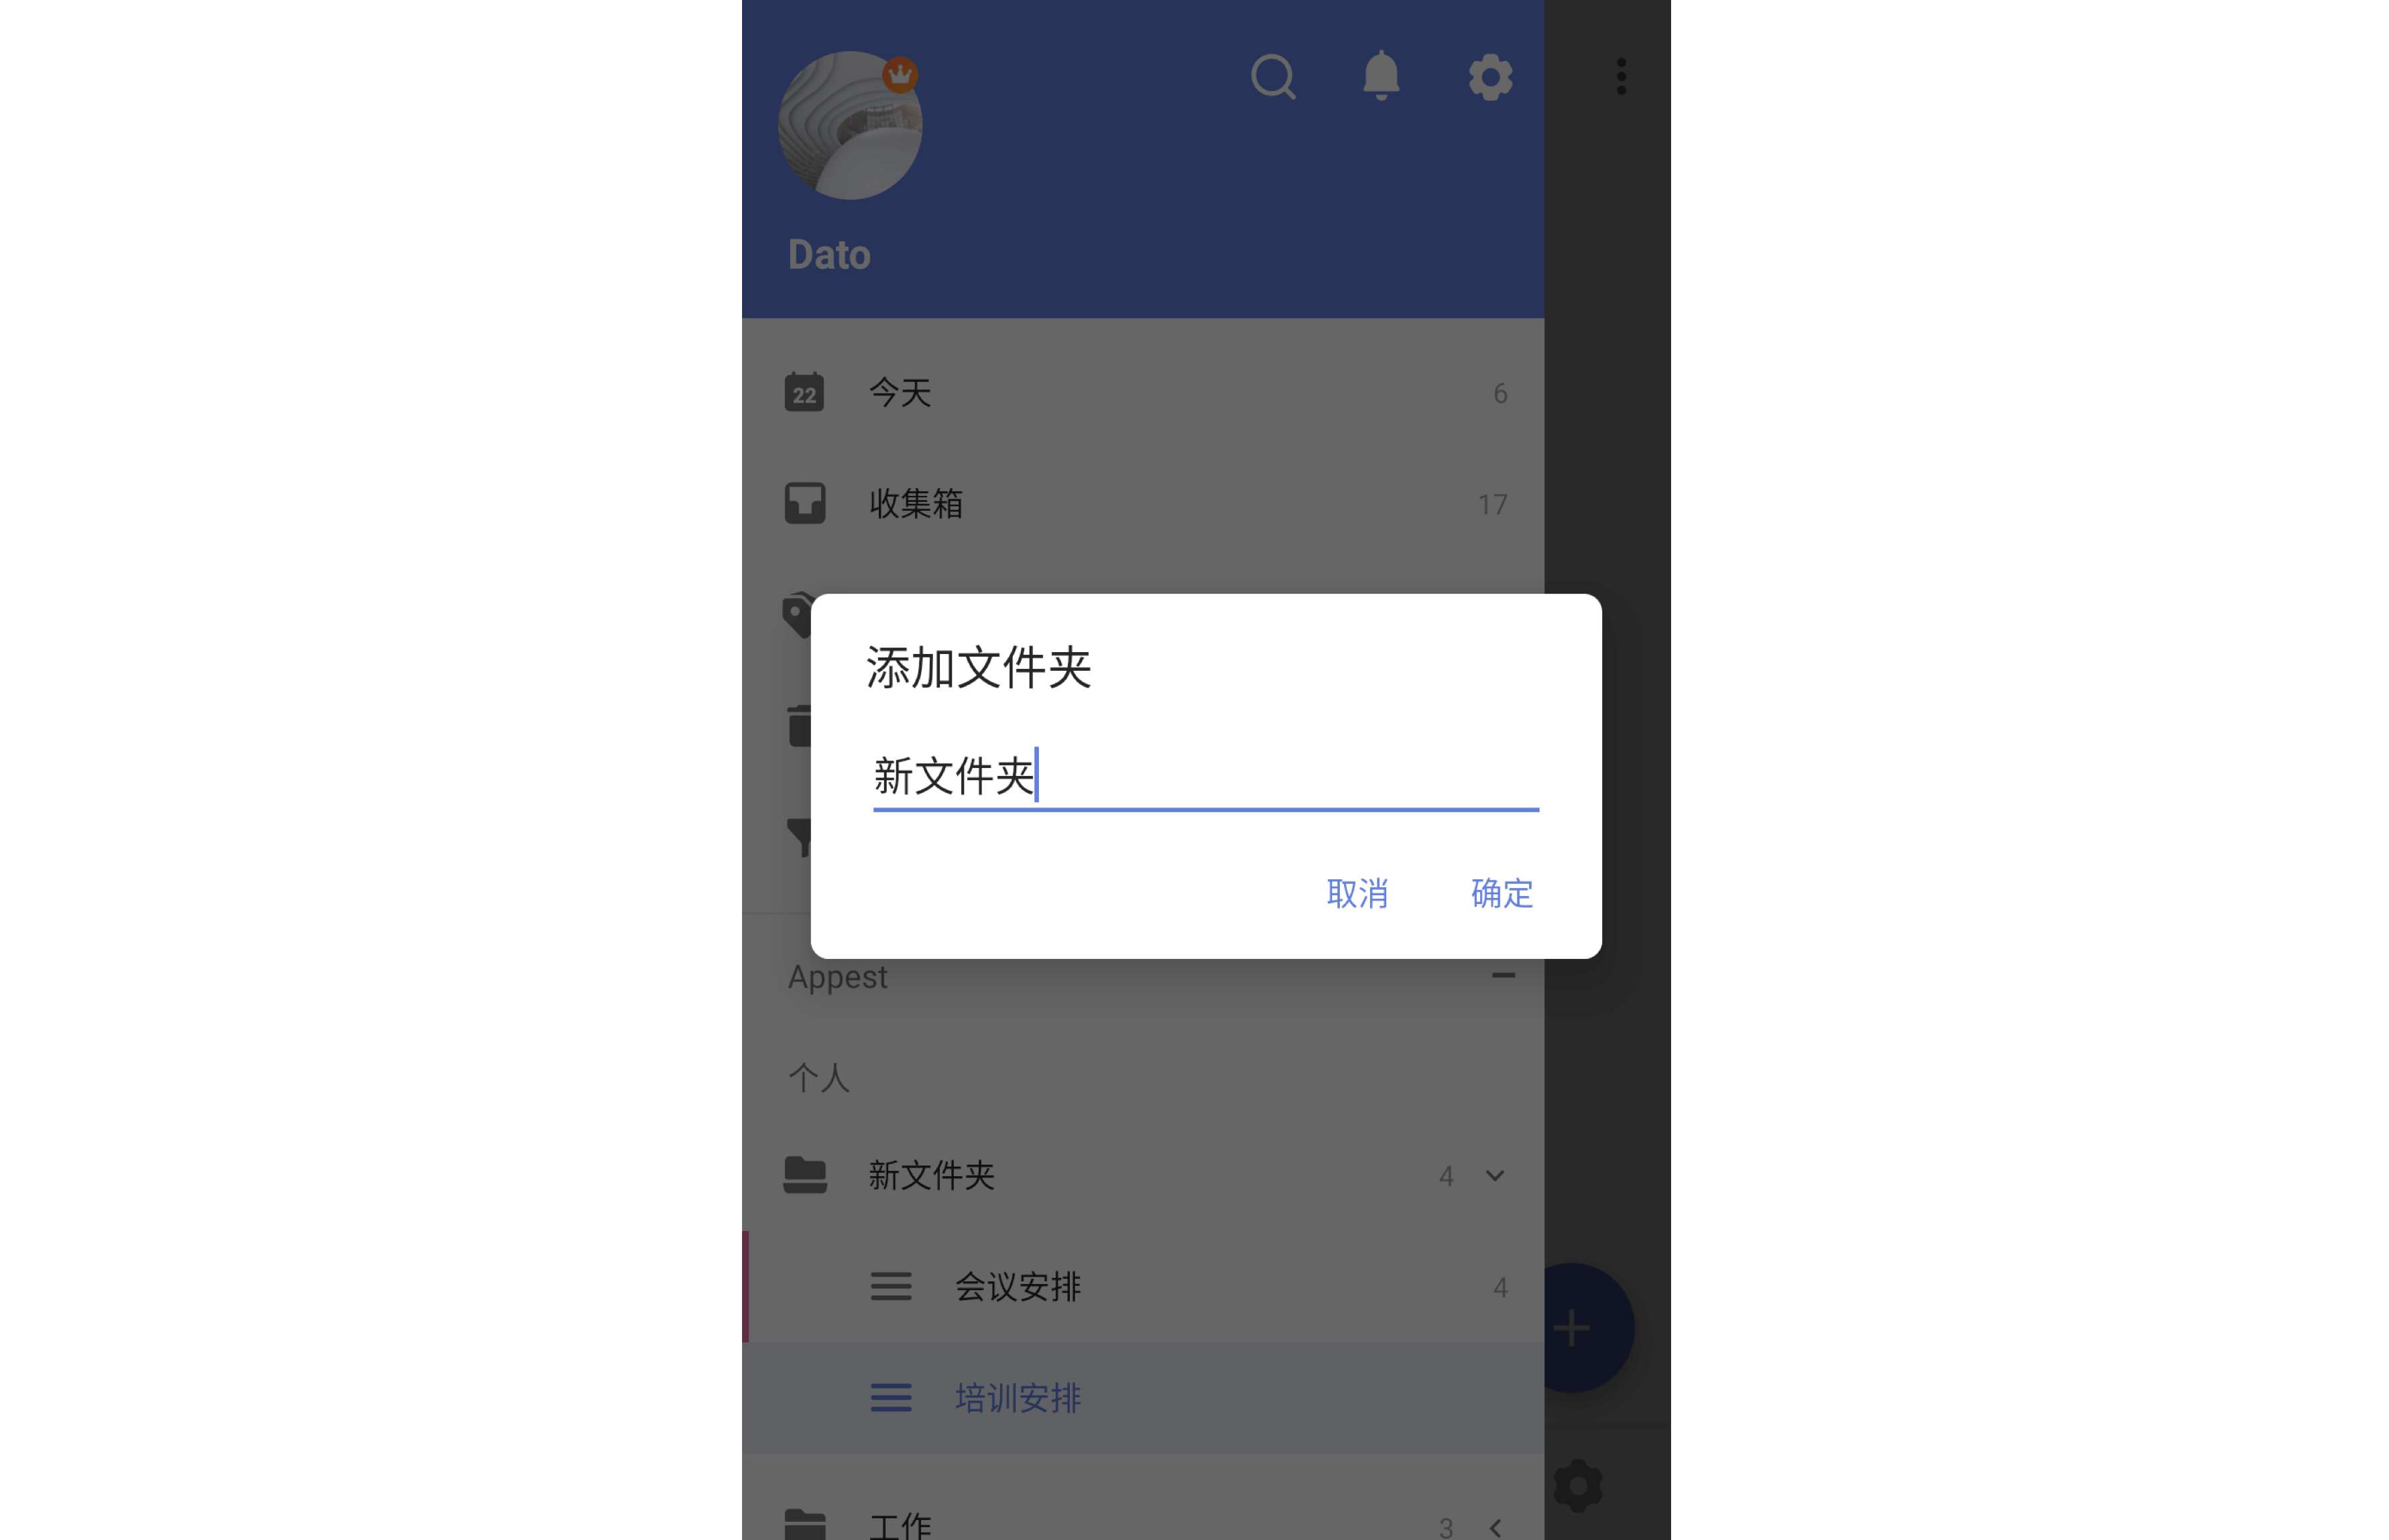 Dato
22
今天 6
收集箱 17
添加文件夹
新文件夹
取消 确定
Appest
个人
新文件夹 4
会议安排 4
培训安排
工作 3